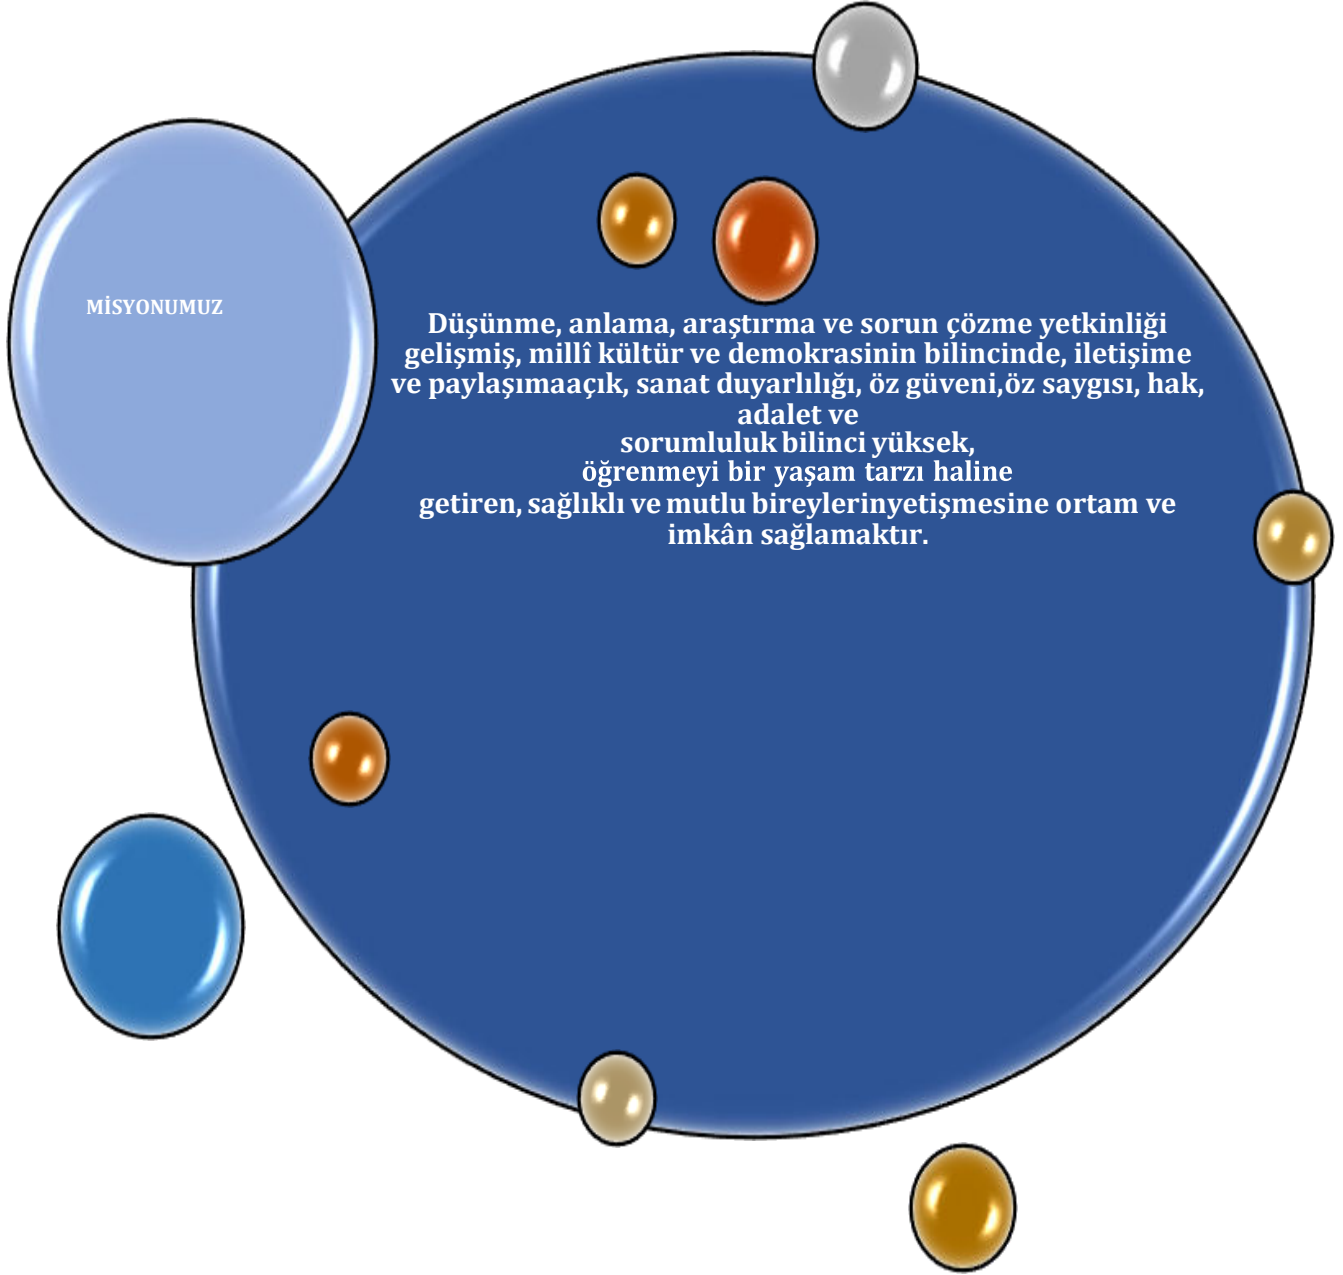 MİSYONUMUZ
Düşünme, anlama, araştırma ve sorun çözme yetkinliği
gelişmiş, millî kültür ve demokrasinin bilincinde, iletişime
ve paylaşımaaçık, sanat duyarlılığı, öz güveni,öz saygısı, hak,
adalet ve
sorumluluk bilinci yüksek,
öğrenmeyi bir yaşam tarzı haline
getiren, sağlıklı ve mutlu bireylerinyetişmesine ortam ve
imkân sağlamaktır.